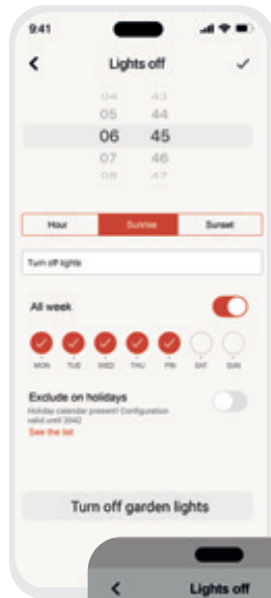 9:41
Lights off
04 43
05 44
06 45
07 46
08 47
Hour Sunrise Sunset
Turn off lights
All week
MON TUE WED THU FRI SAT SUN
Exclude on holidays
Holiday calendar present! Configuration
valid until 2042
See the list
Turn off garden lights
Lights off